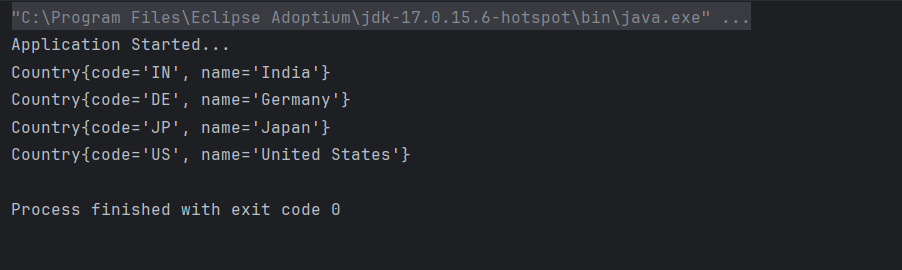 "C:\Program Files\Eclipse Adoptium\jdk-17.0.15.6-hotspot\bin\java.exe" ...
Application Started...
Country{code='IN', name='India'}
Country{code='DE', name='Germany'}
Country{code='JP', name='Japan'}
Country{code='US', name='United States'}
Process finished with exit code 0